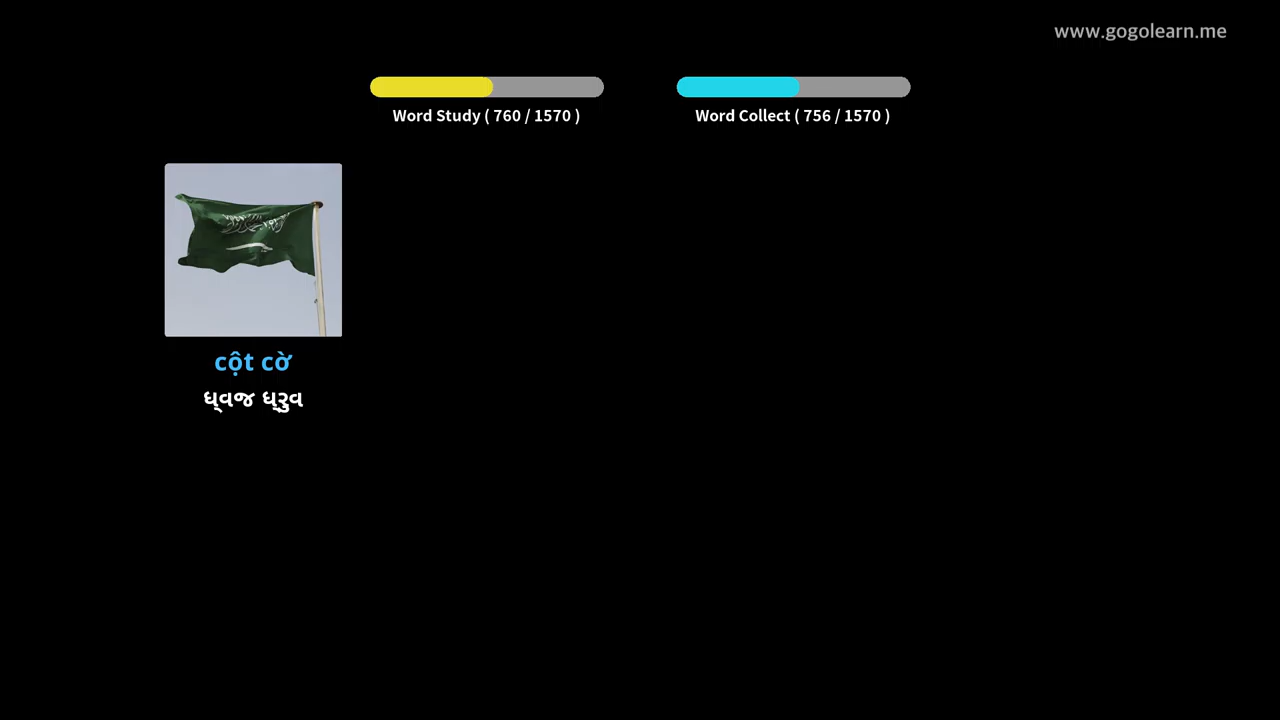 www.gogolearn.me
Word Study ( 760 / 1570 )
Word Collect ( 756 / 1570 )
cột cờ
ધ્વજ ધ્રુવ